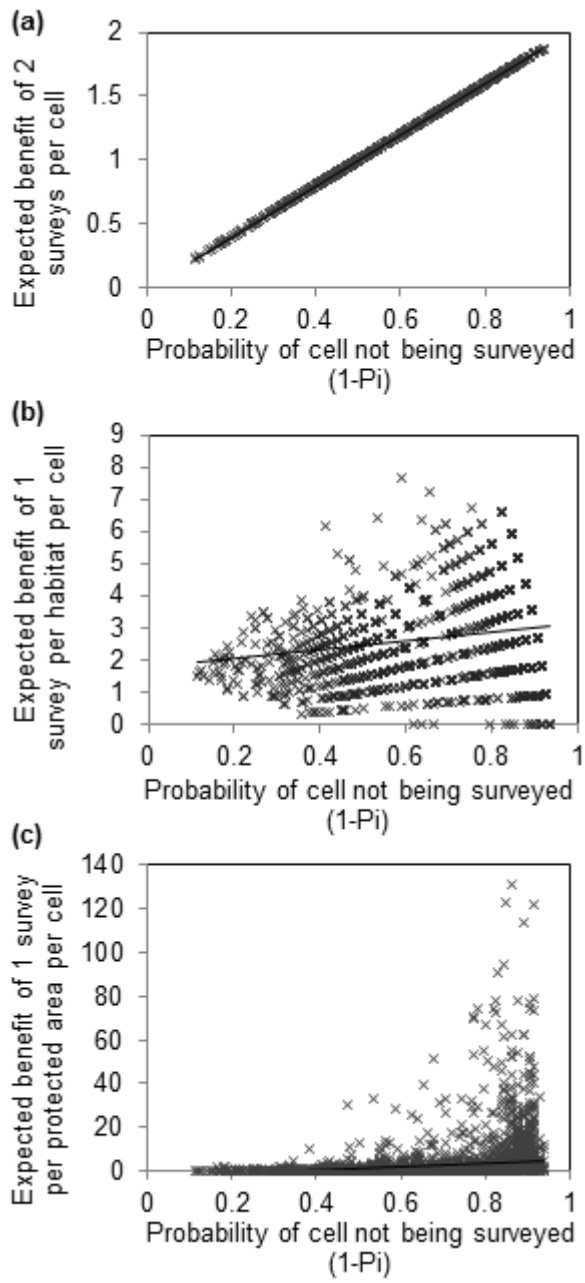 (a)
Expected benefit of 2
surveys per cell
2
1.5
1
0.5
0
0 0.2 0.4 0.6 0.8 1
Probability of cell not being surveyed
(1-Pi)
(b)
Expected benefit of 1
survey per habitat per cell
9
8
7
6
5
4
3
2
1
0
0 0.2 0.4 0.6 0.8 1
Probability of cell not being surveyed
(1-Pi)
(c)
Expected benefit of 1 survey
per protected area per cell
140
120
100
80
60
40
20
0
0 0.2 0.4 0.6 0.8 1
Probability of cell not being surveyed
(1-Pi)